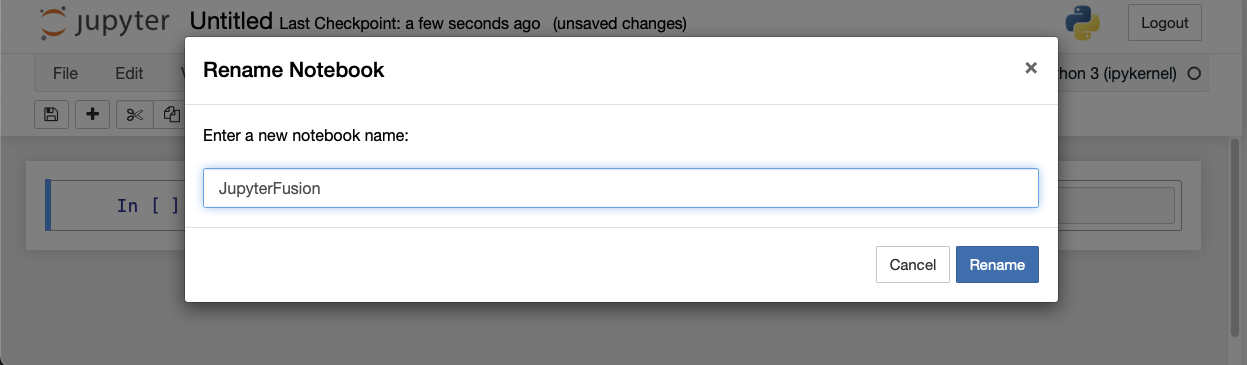 jupyter Untitled Last Checkpoint: a few seconds ago (unsaved changes) Logout
Rename Notebook
File Edit (ipykernel)
3
Enter a new notebook name:
JupyterFusion
In [ ]
Cancel Rename